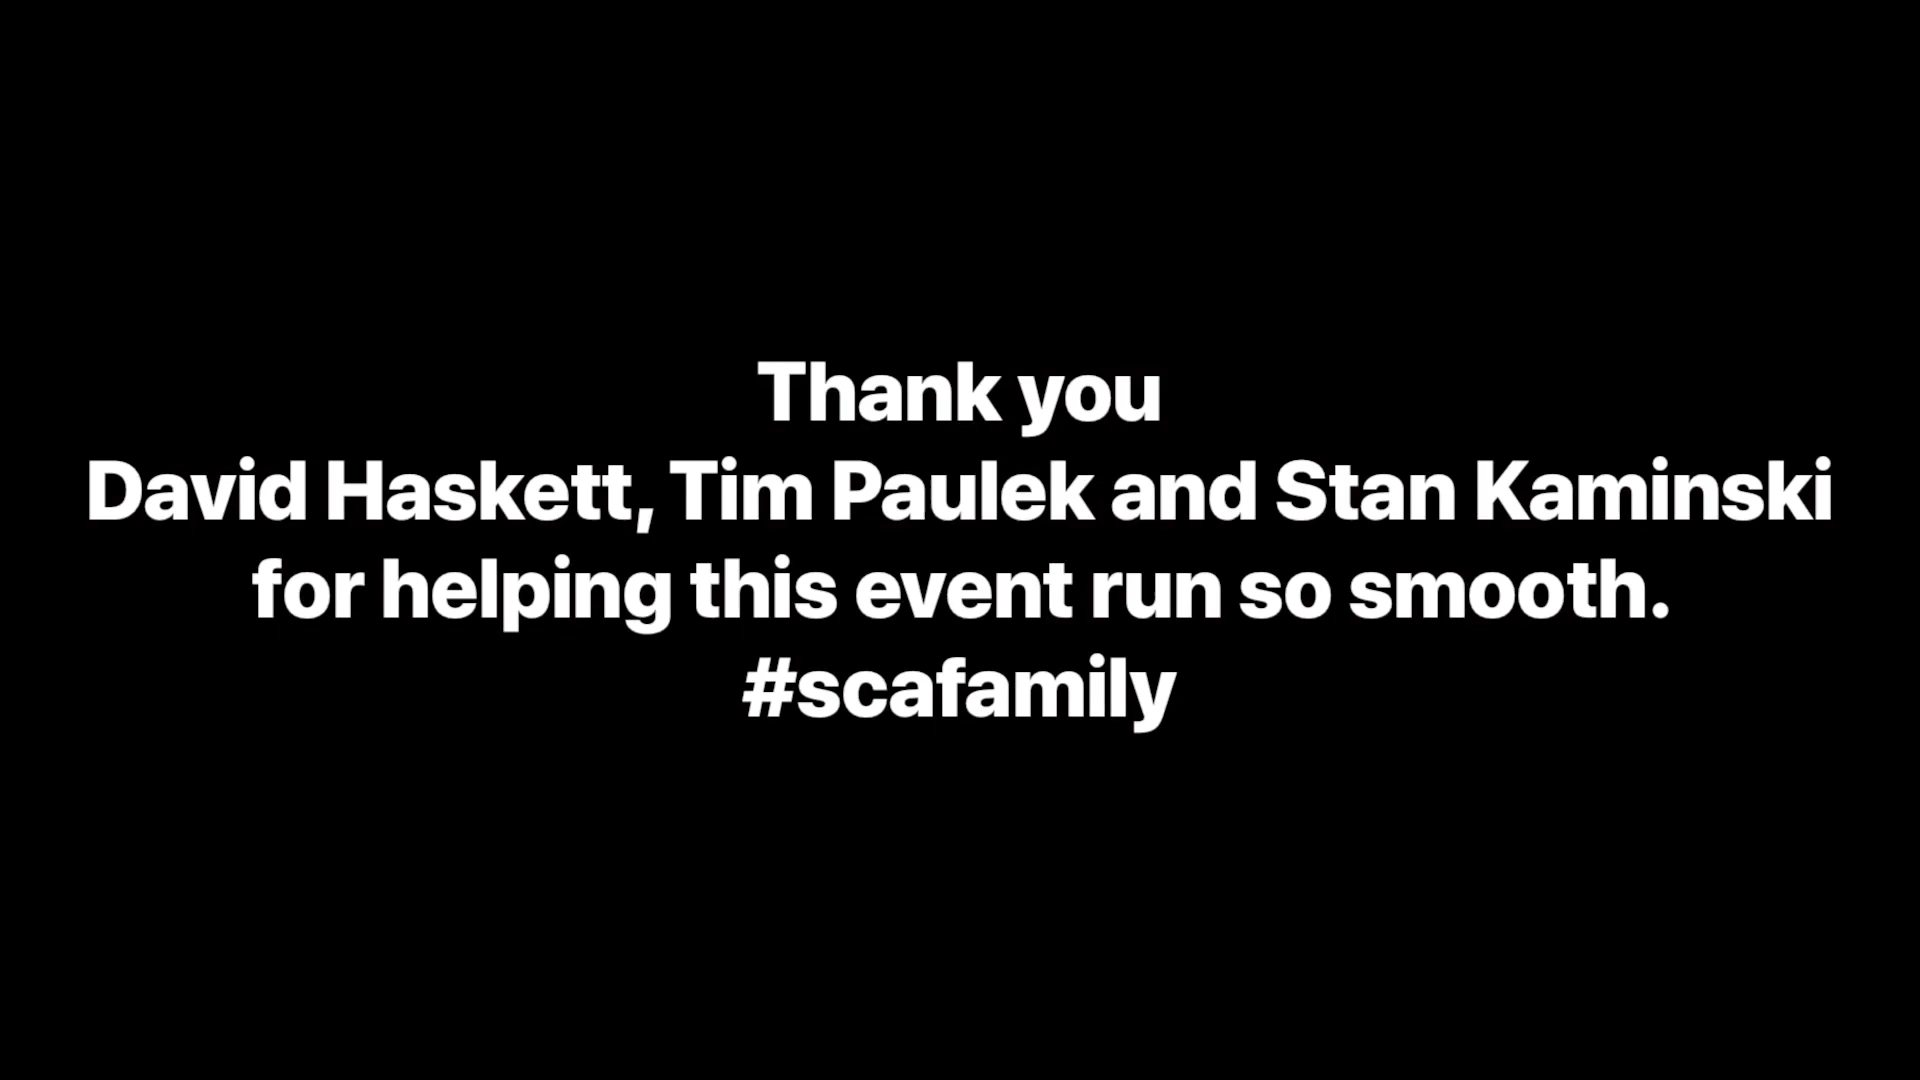 Thank you
David Haskett, Tim Paulek and Stan Kaminski
for helping this event run so smooth.
#scafamily